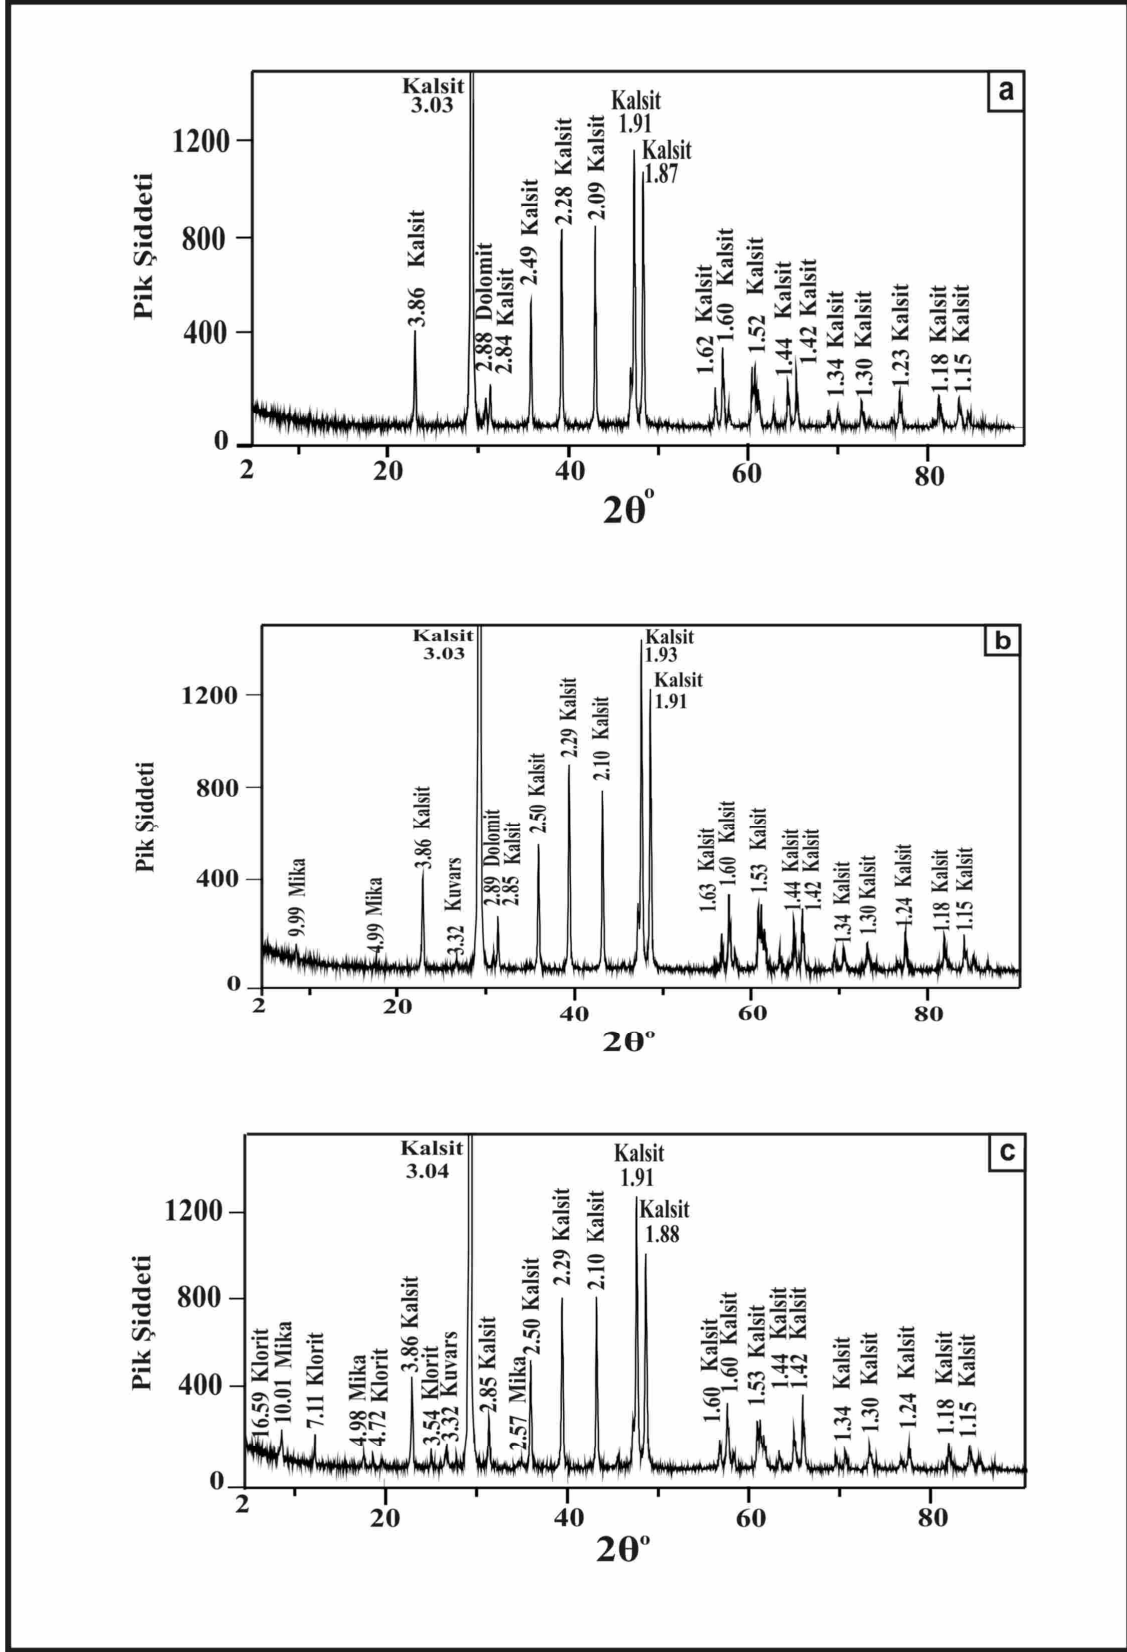 a
Kalsit
3.03
Kalsit
1.91
Kalsit
1.87
3.86 Kalsit
2.88 Dolomit
2.84 Kalsit
2.49 Kalsit
2.28 Kalsit
2.09 Kalsit
1.62 Kalsit
1.60 Kalsit
1.52 Kalsit
1.44 Kalsit
1.42 Kalsit
1.34 Kalsit
1.30 Kalsit
1.23 Kalsit
1.18 Kalsit
1.15 Kalsit
Pik Şiddeti
1200
800
400
0
2
20
40
60
80
2θº
b
Kalsit
3.03
Kalsit
1.93
Kalsit
1.91
9.99 Mika
4.99 Mika
3.86 Kalsit
3.32 Kuvars
2.89 Dolomit
2.85 Kalsit
2.50 Kalsit
2.29 Kalsit
2.10 Kalsit
1.63 Kalsit
1.60 Kalsit
1.53 Kalsit
1.44 Kalsit
1.42 Kalsit
1.34 Kalsit
1.30 Kalsit
1.24 Kalsit
1.18 Kalsit
1.15 Kalsit
Pik Şiddeti
1200
800
400
0
2
20
40
60
80
2θº
c
Kalsit
3.04
Kalsit
1.91
Kalsit
1.88
16.59 Klorit
10.01 Mika
7.11 Klorit
4.98 Mika
4.72 Klorit
3.86 Kalsit
3.54 Klorit
3.32 Kuvars
2.85 Kalsit
2.57 Mika
2.50 Kalsit
2.29 Kalsit
2.10 Kalsit
1.60 Kalsit
1.60 Kalsit
1.53 Kalsit
1.44 Kalsit
1.42 Kalsit
1.34 Kalsit
1.30 Kalsit
1.24 Kalsit
1.18 Kalsit
1.15 Kalsit
Pik Şiddeti
1200
800
400
0
2
20
40
60
80
2θº